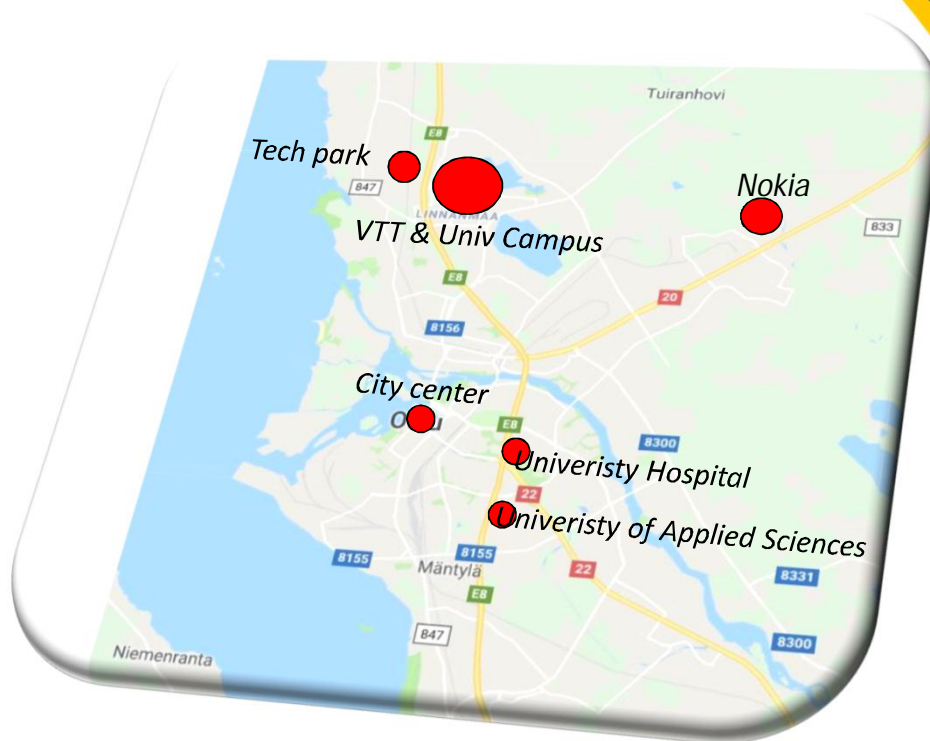 Tuiranhovi
E8
Tech park
847
Nokia
LINNANMAA
833
VTT & Univ Campus
E8
20
8156
City center
E8
8300
Univeristy Hospital
22
Univeristy of Applied Sciences
8155
8155
Mäntylä
22
8331
E8
847
8300
Niemenranta